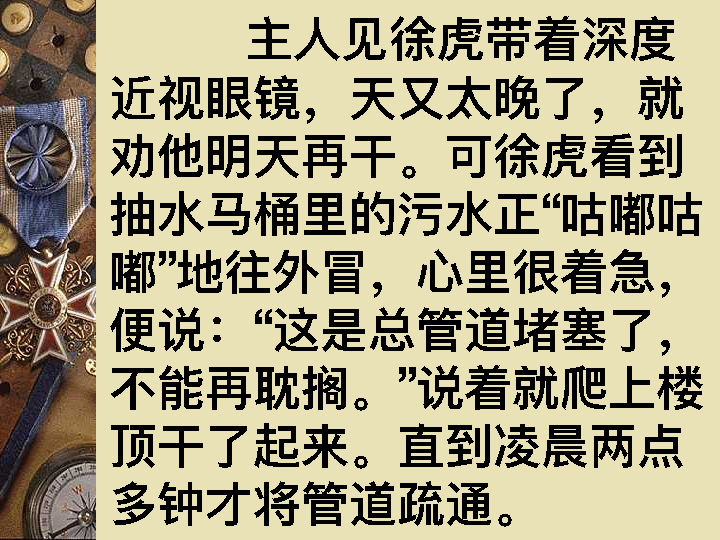 主人见徐虎带着深度
近视眼镜，天又太晚了，就
劝他明天再干。可徐虎看到
抽水马桶里的污水正“咕嘟咕
嘟”地往外冒，心里很着急，
便说：“这是总管道堵塞了，
不能再耽搁。”说着就爬上楼
顶干了起来。直到凌晨两点
多钟才将管道疏通。